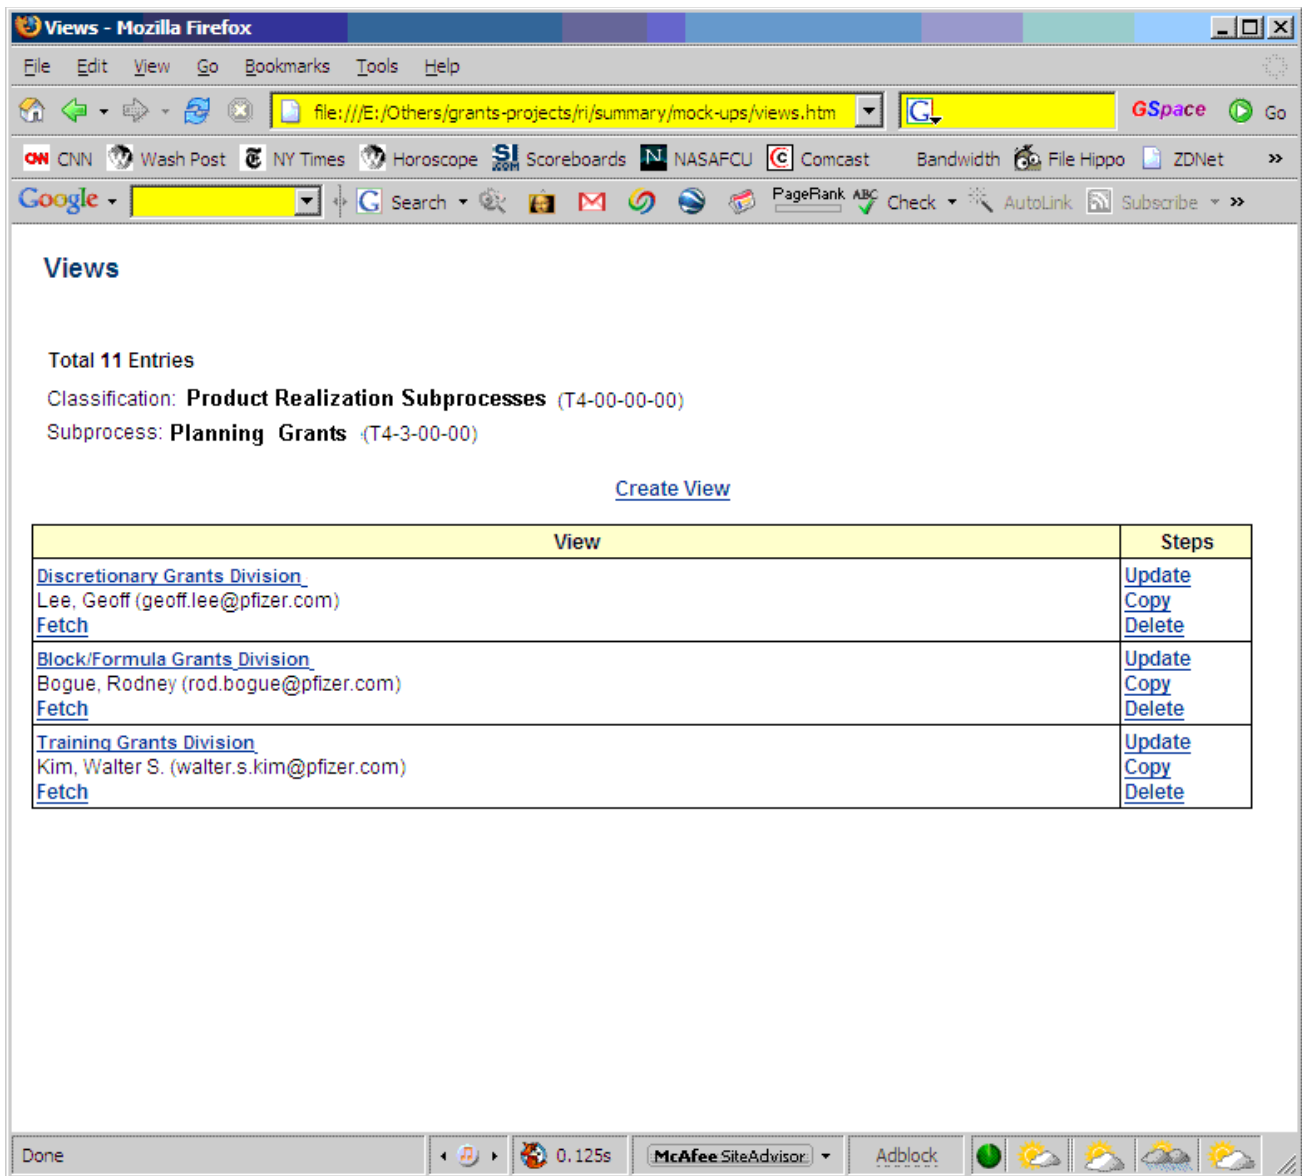 Views - Mozilla Firefox
File Edit View Go Bookmarks Tools Help
file:///E:/Others/grants-projects/ri/summary/mock-ups/views.htm G GSpace Go
CNN CNN Wash Post NY Times Horoscope SI.COM Scoreboards N NASAFCU C Comcast Bandwidth File Hippo ZDNet »
Google G Search PageRank ABC Check AutoLink Subscribe »
Views
Total 11 Entries
Classification: Product Realization Subprocesses (T4-00-00-00)
Subprocess: Planning Grants (T4-3-00-00)
Create View
View Steps
Discretionary Grants Division Update
Lee, Geoff (geoff.lee@pfizer.com) Copy
Fetch Delete
Block/Formula Grants Division Update
Bogue, Rodney (rod.bogue@pfizer.com) Copy
Fetch Delete
Training Grants Division Update
Kim, Walter S. (walter.s.kim@pfizer.com) Copy
Fetch Delete
Done 0.125s McAfee SiteAdvisor Adblock